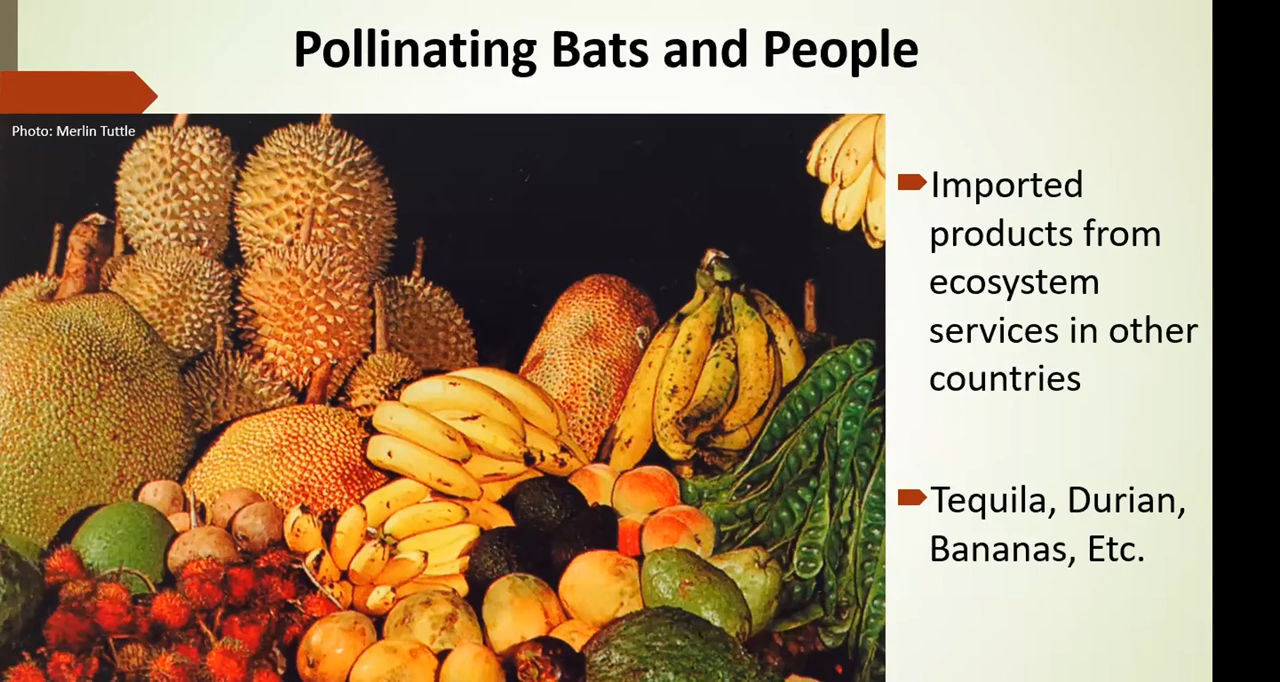 Pollinating Bats and People
Photo: Merlin Tuttle
Imported
products from
ecosystem
services in other
countries
Tequila, Durian,
Bananas, Etc.